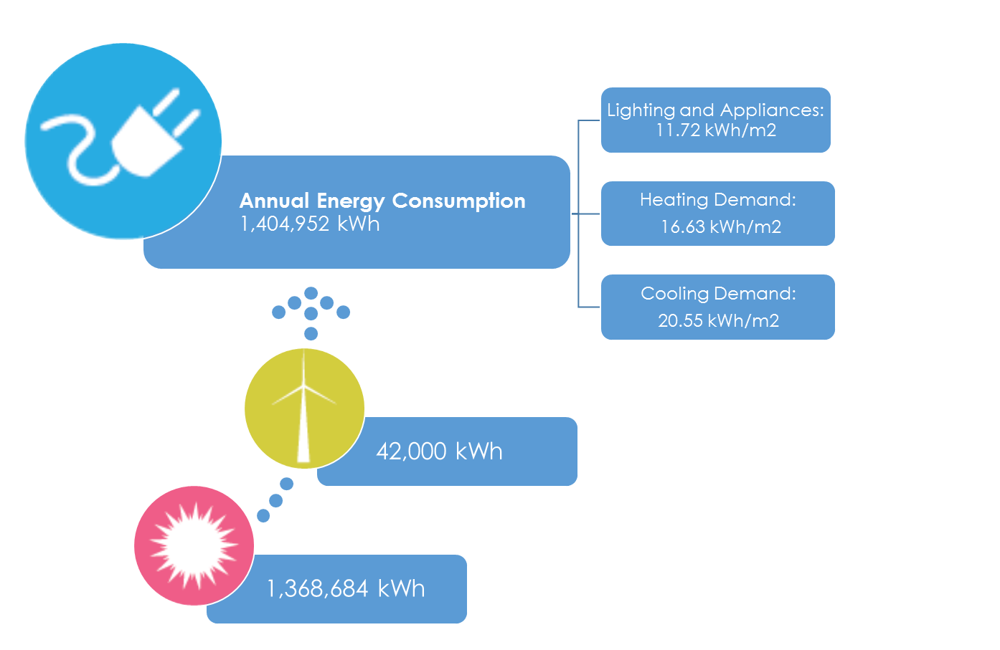 Annual Energy Consumption
1,404,952 kWh
Lighting and Appliances:
11.72 kWh/m2
Heating Demand:
16.63 kWh/m2
Cooling Demand:
20.55 kWh/m2
42,000 kWh
1,368,684 kWh